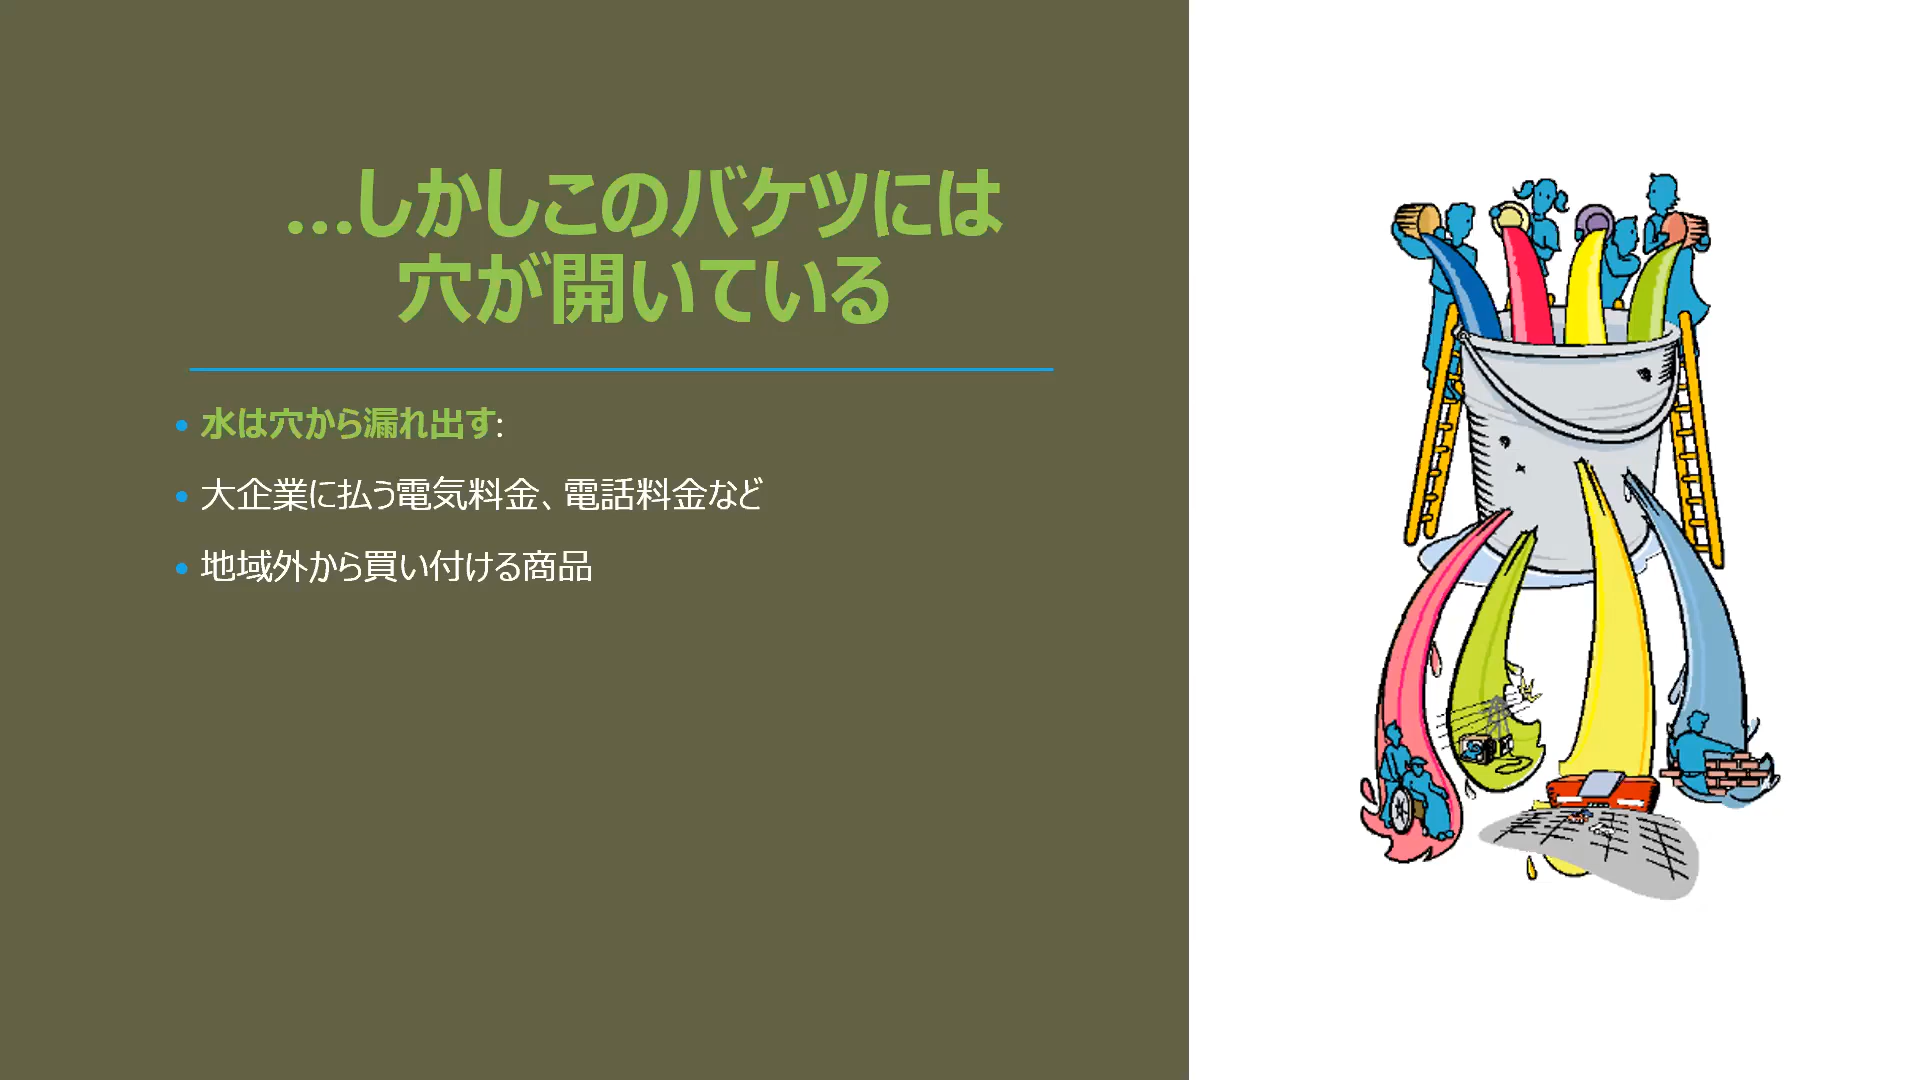 …しかしこのバケツには
穴が開いている
• 水は穴から漏れ出す:
• 大企業に払う電気料金、電話料金など
• 地域外から買い付ける商品